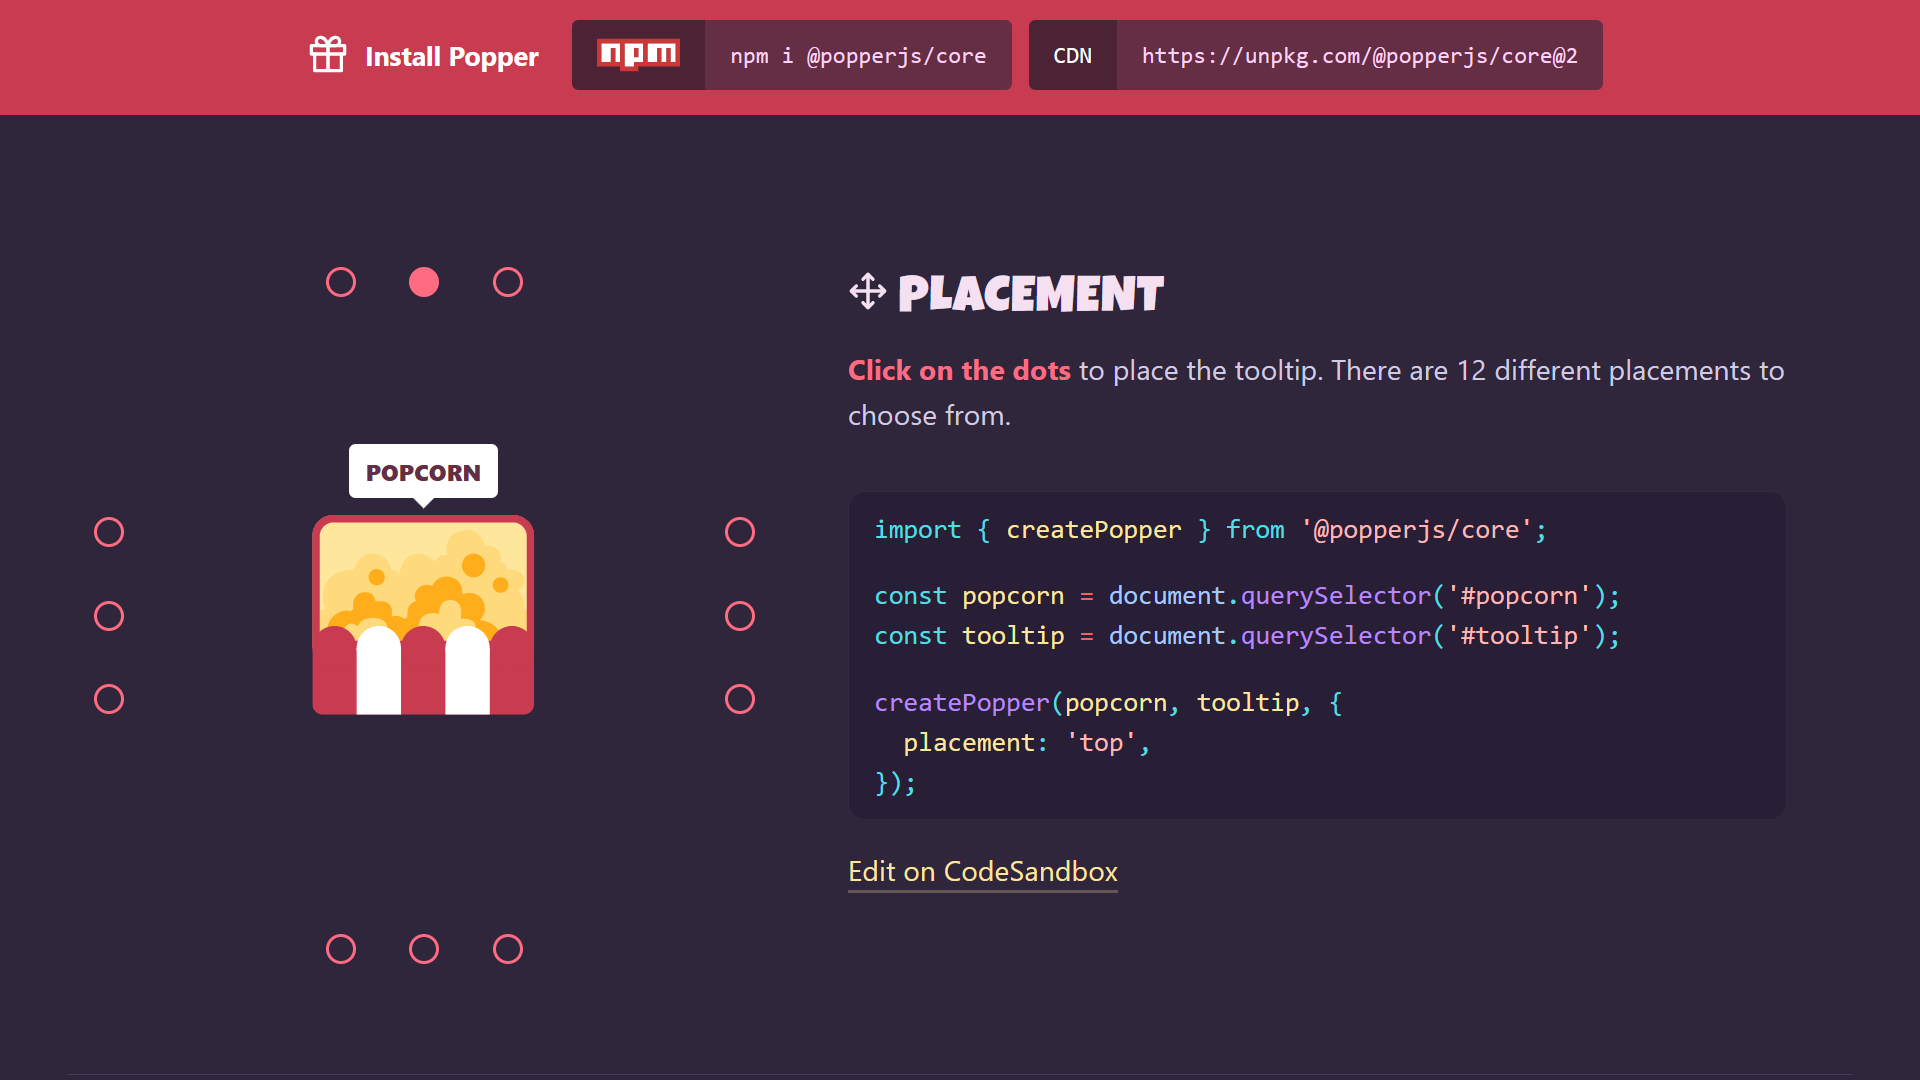 Install Popper
npm
npm i @popperjs/core
CDN
https://unpkg.com/@popperjs/core@2
POPCORN
PLACEMENT
Click on the dots to place the tooltip. There are 12 different placements to
choose from.
import { createPopper } from '@popperjs/core';
const popcorn = document.querySelector('#popcorn');
const tooltip = document.querySelector('#tooltip');
createPopper(popcorn, tooltip, {
  placement: 'top',
});
Edit on CodeSandbox